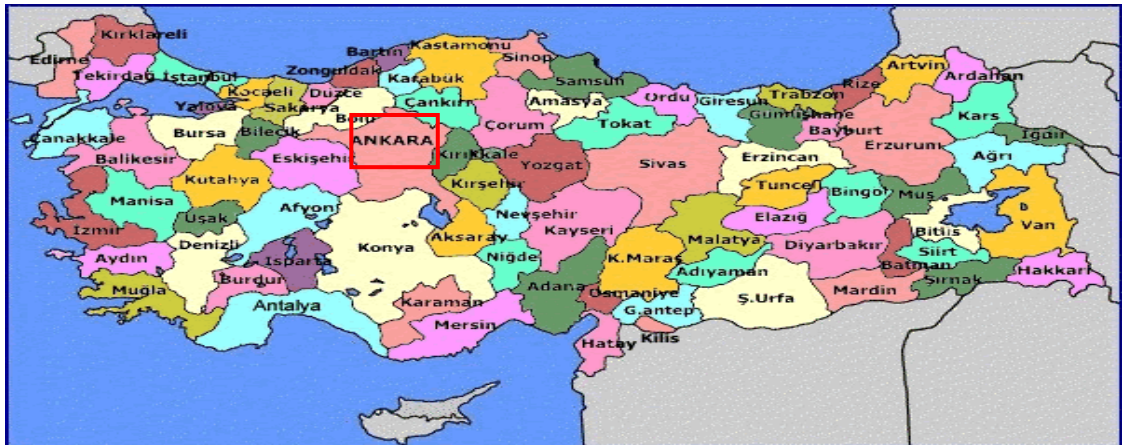 Kırklareli
Edirne
Tekirdağ
İstanbul
Kocaeli
Yalova
Sakarya
Düzce
Zonguldak
Bartın
Karabük
Kastamonu
Sinop
Samsun
Bolu
Çankırı
Çorum
Amasya
Ordu
Giresun
Trabzon
Rize
Artvin
Ardahan
Kars
Iğdır
Çanakkale
Bursa
Bilecik
ANKARA
Kırıkkale
Tokat
Gümüşhane
Bayburt
Erzurum
Ağrı
Balikesir
Eskişehir
Yozgat
Sivas
Erzincan
Kutahya
Kırşehir
Tuncel
Bingol
Muş
Manisa
Uşak
Afyon
Nevşehir
Kayseri
Elazığ
Bitlis
Van
İzmir
Denizli
Konya
Aksaray
Niğde
Malatya
Diyarbakır
Siirt
Aydın
Isparta
K.Maraş
Adıyaman
Batman
Şırnak
Hakkari
Muğla
Burdur
Antalya
Karaman
Adana
Osmaniye
G.antep
Ş.Urfa
Mardin
Mersin
Hatay
Kilis